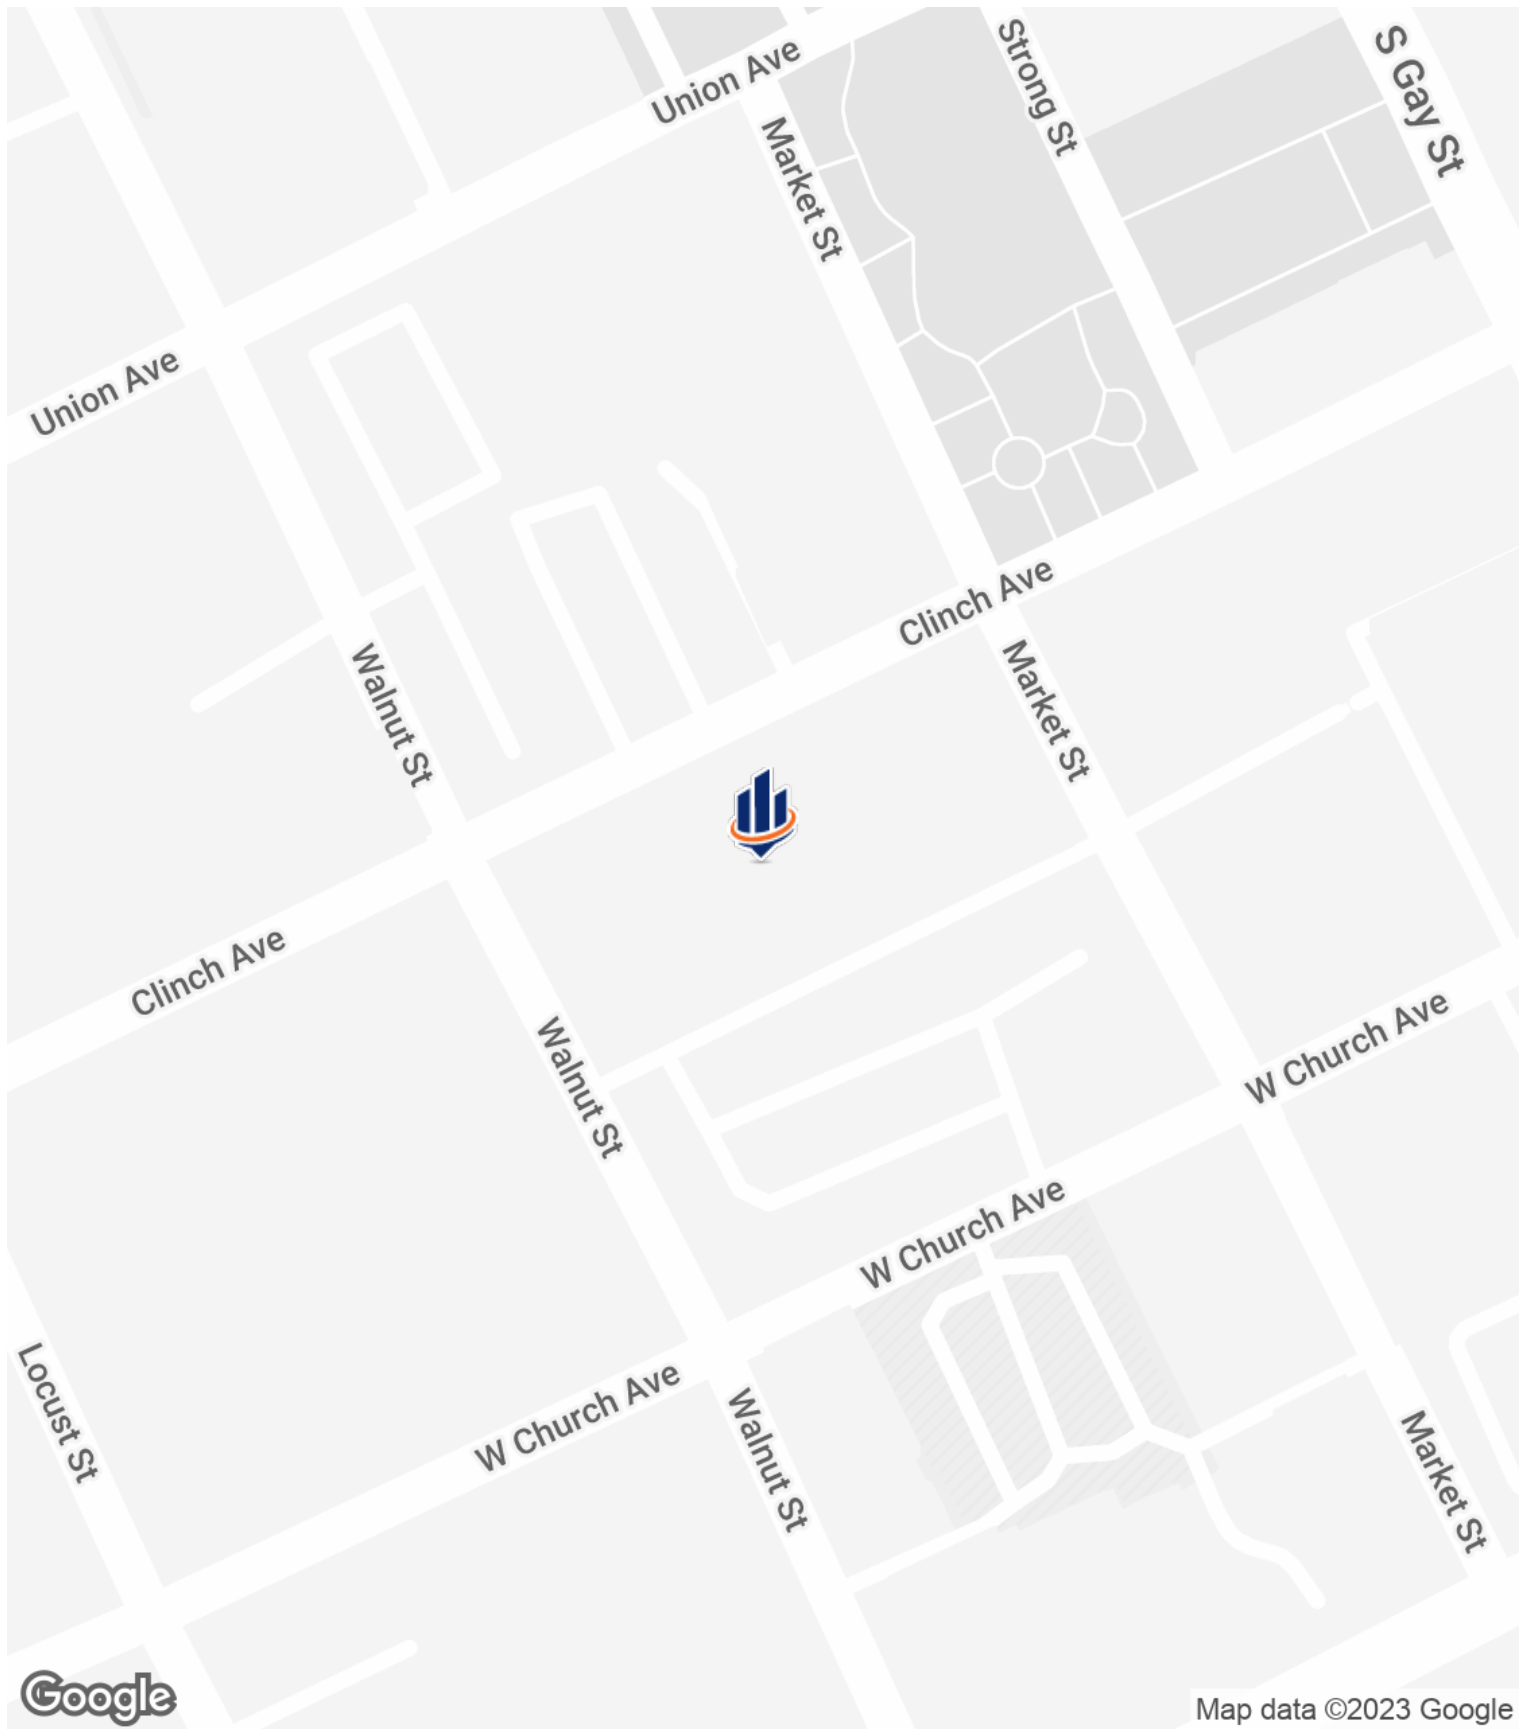 Union Ave
Strong St
S Gay St
Market St
Union Ave
Clinch Ave
Walnut St
Market St
Clinch Ave
Walnut St
W Church Ave
W Church Ave
Locust St
W Church Ave
Walnut St
Market St
Google
Map data ©2023 Google